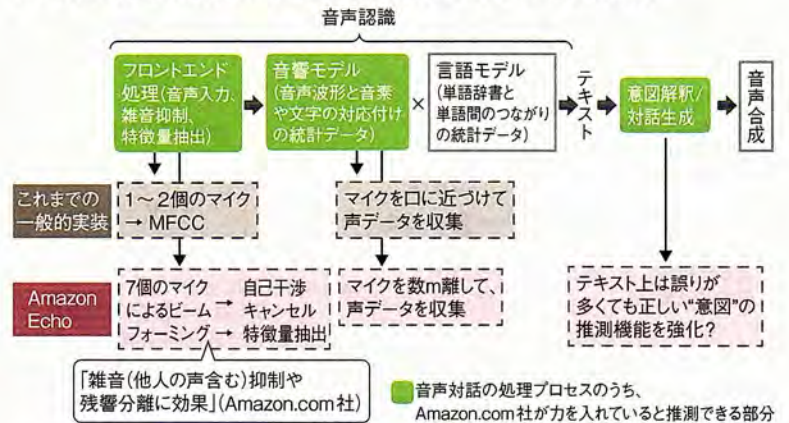 音声認識
フロントエンド
処理(音声入力、
雑音抑制、
特徴量抽出)
音響モデル
(音声波形と音素
や文字の対応付け
の統計データ)
×
言語モデル
(単語辞書と
単語間のつながり
の統計データ)
テキスト
意図解釈/
対話生成
音声合成
これまでの
一般的実装
1～2個のマイク
→ MFCC
マイクを口に近づけて
声データを収集
Amazon
Echo
7個のマイク
によるビーム
フォーミング
→ 自己干渉
キャンセル
→ 特徴量抽出
マイクを数m離して、
声データを収集
テキスト上は誤りが
多くても正しい“意図”の
推測機能を強化?
「雑音(他人の声含む)抑制や
残響分離に効果」(Amazon.com社)
音声対話の処理プロセスのうち、
Amazon.com社が力を入れていると推測できる部分